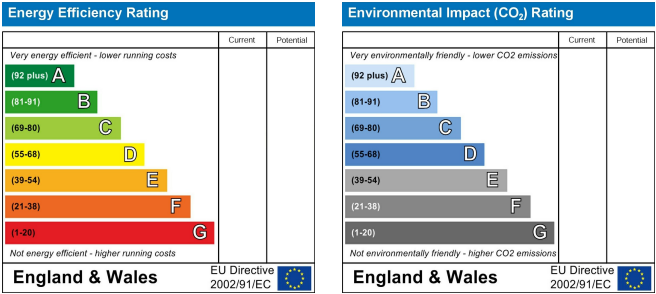 Energy Efficiency Rating
Current Potential
Very energy efficient - lower running costs
(92 plus) A
(81-91) B
(69-80) C
(55-68) D
(39-54) E
(21-38) F
(1-20) G
Not energy efficient - higher running costs
England & Wales
EU Directive
2002/91/EC
Environmental Impact (CO₂) Rating
Current Potential
Very environmentally friendly - lower CO2 emissions
(92 plus) A
(81-91) B
(69-80) C
(55-68) D
(39-54) E
(21-38) F
(1-20) G
Not environmentally friendly - higher CO2 emissions
England & Wales
EU Directive
2002/91/EC